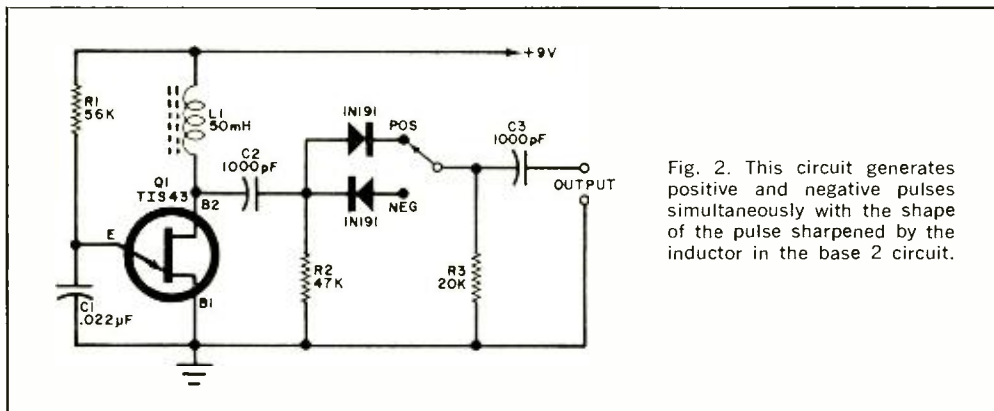 +9V
R1
56K
L1
50mH
IN191
POS
C2
1000pF
C3
1000pF
Q1
TIS43
B2
OUTPUT
NEG
IN191
E
R2
47K
R3
20K
B1
C1
.022µF
Fig. 2. This circuit generates
positive and negative pulses
simultaneously with the shape
of the pulse sharpened by the
inductor in the base 2 circuit.